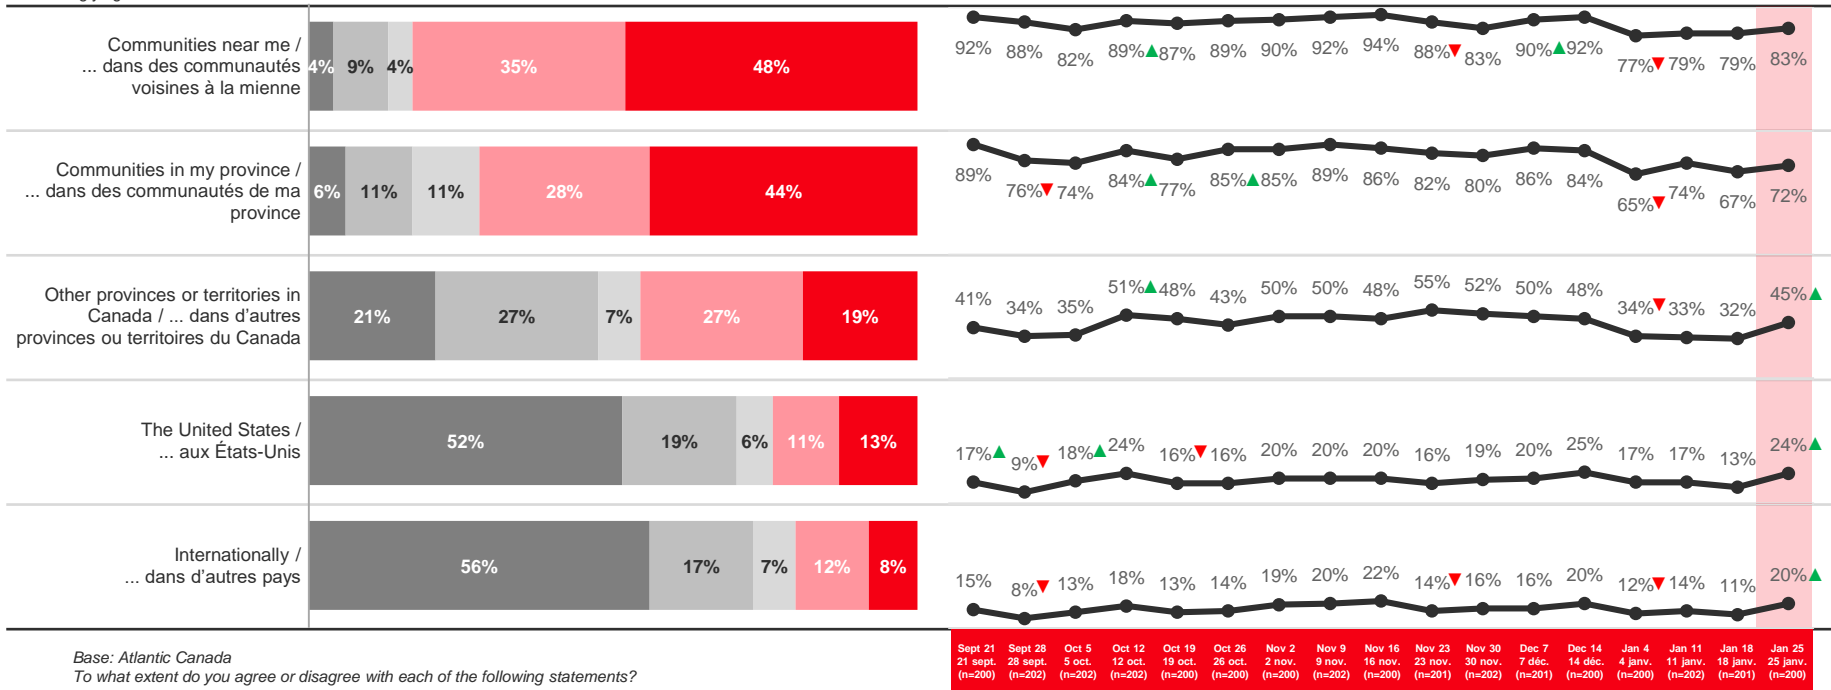 Communities near me /
... dans des communautés
voisines à la mienne
4% 9% 4% 35% 48%
92% 88% 82% 89% 87% 89% 90% 92% 94% 88% 83% 90% 92% 77% 79% 79% 83%
Communities in my province /
... dans des communautés de ma
province
6% 11% 11% 28% 44%
89% 76% 74% 84% 77% 85% 85% 89% 86% 82% 80% 86% 84% 65% 74% 67% 72%
Other provinces or territories in
Canada / ... dans d'autres
provinces ou territoires du Canada
21% 27% 7% 27% 19%
41% 34% 35% 51% 48% 43% 50% 50% 48% 55% 52% 50% 48% 34% 33% 32% 45%
The United States /
... aux États-Unis
52% 19% 6% 11% 13%
17% 9% 18% 24% 16% 16% 20% 20% 20% 16% 19% 20% 25% 17% 17% 13% 24%
Internationally /
... dans d'autres pays
56% 17% 7% 12% 8%
15% 8% 13% 18% 13% 14% 19% 20% 22% 14% 16% 16% 20% 12% 14% 11% 20%
Sept 21 Sept 28 Oct 5 Oct 12 Oct 19 Oct 26 Nov 2 Nov 9 Nov 16 Nov 23 Nov 30 Dec 7 Dec 14 Jan 4 Jan 11 Jan 18 Jan 25
21 sept. 28 sept. 5 oct. 12 oct. 19 oct. 26 oct. 2 nov. 9 nov. 16 nov. 23 nov. 30 nov. 7 déc. 14 déc. 4 janv. 11 janv. 18 janv. 25 janv.
(n=200) (n=202) (n=202) (n=202) (n=200) (n=200) (n=200) (n=202) (n=200) (n=201) (n=202) (n=201) (n=200) (n=200) (n=202) (n=201) (n=200)
Base: Atlantic Canada
To what extent do you agree or disagree with each of the following statements?